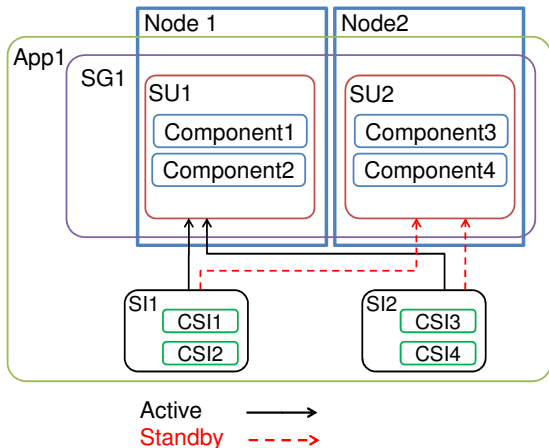 Node 1
Node2
App1
SG1
SU1
SU2
Component1
Component3
Component2
Component4
SI1
CSI1
CSI2
SI2
CSI3
CSI4
Active
Standby